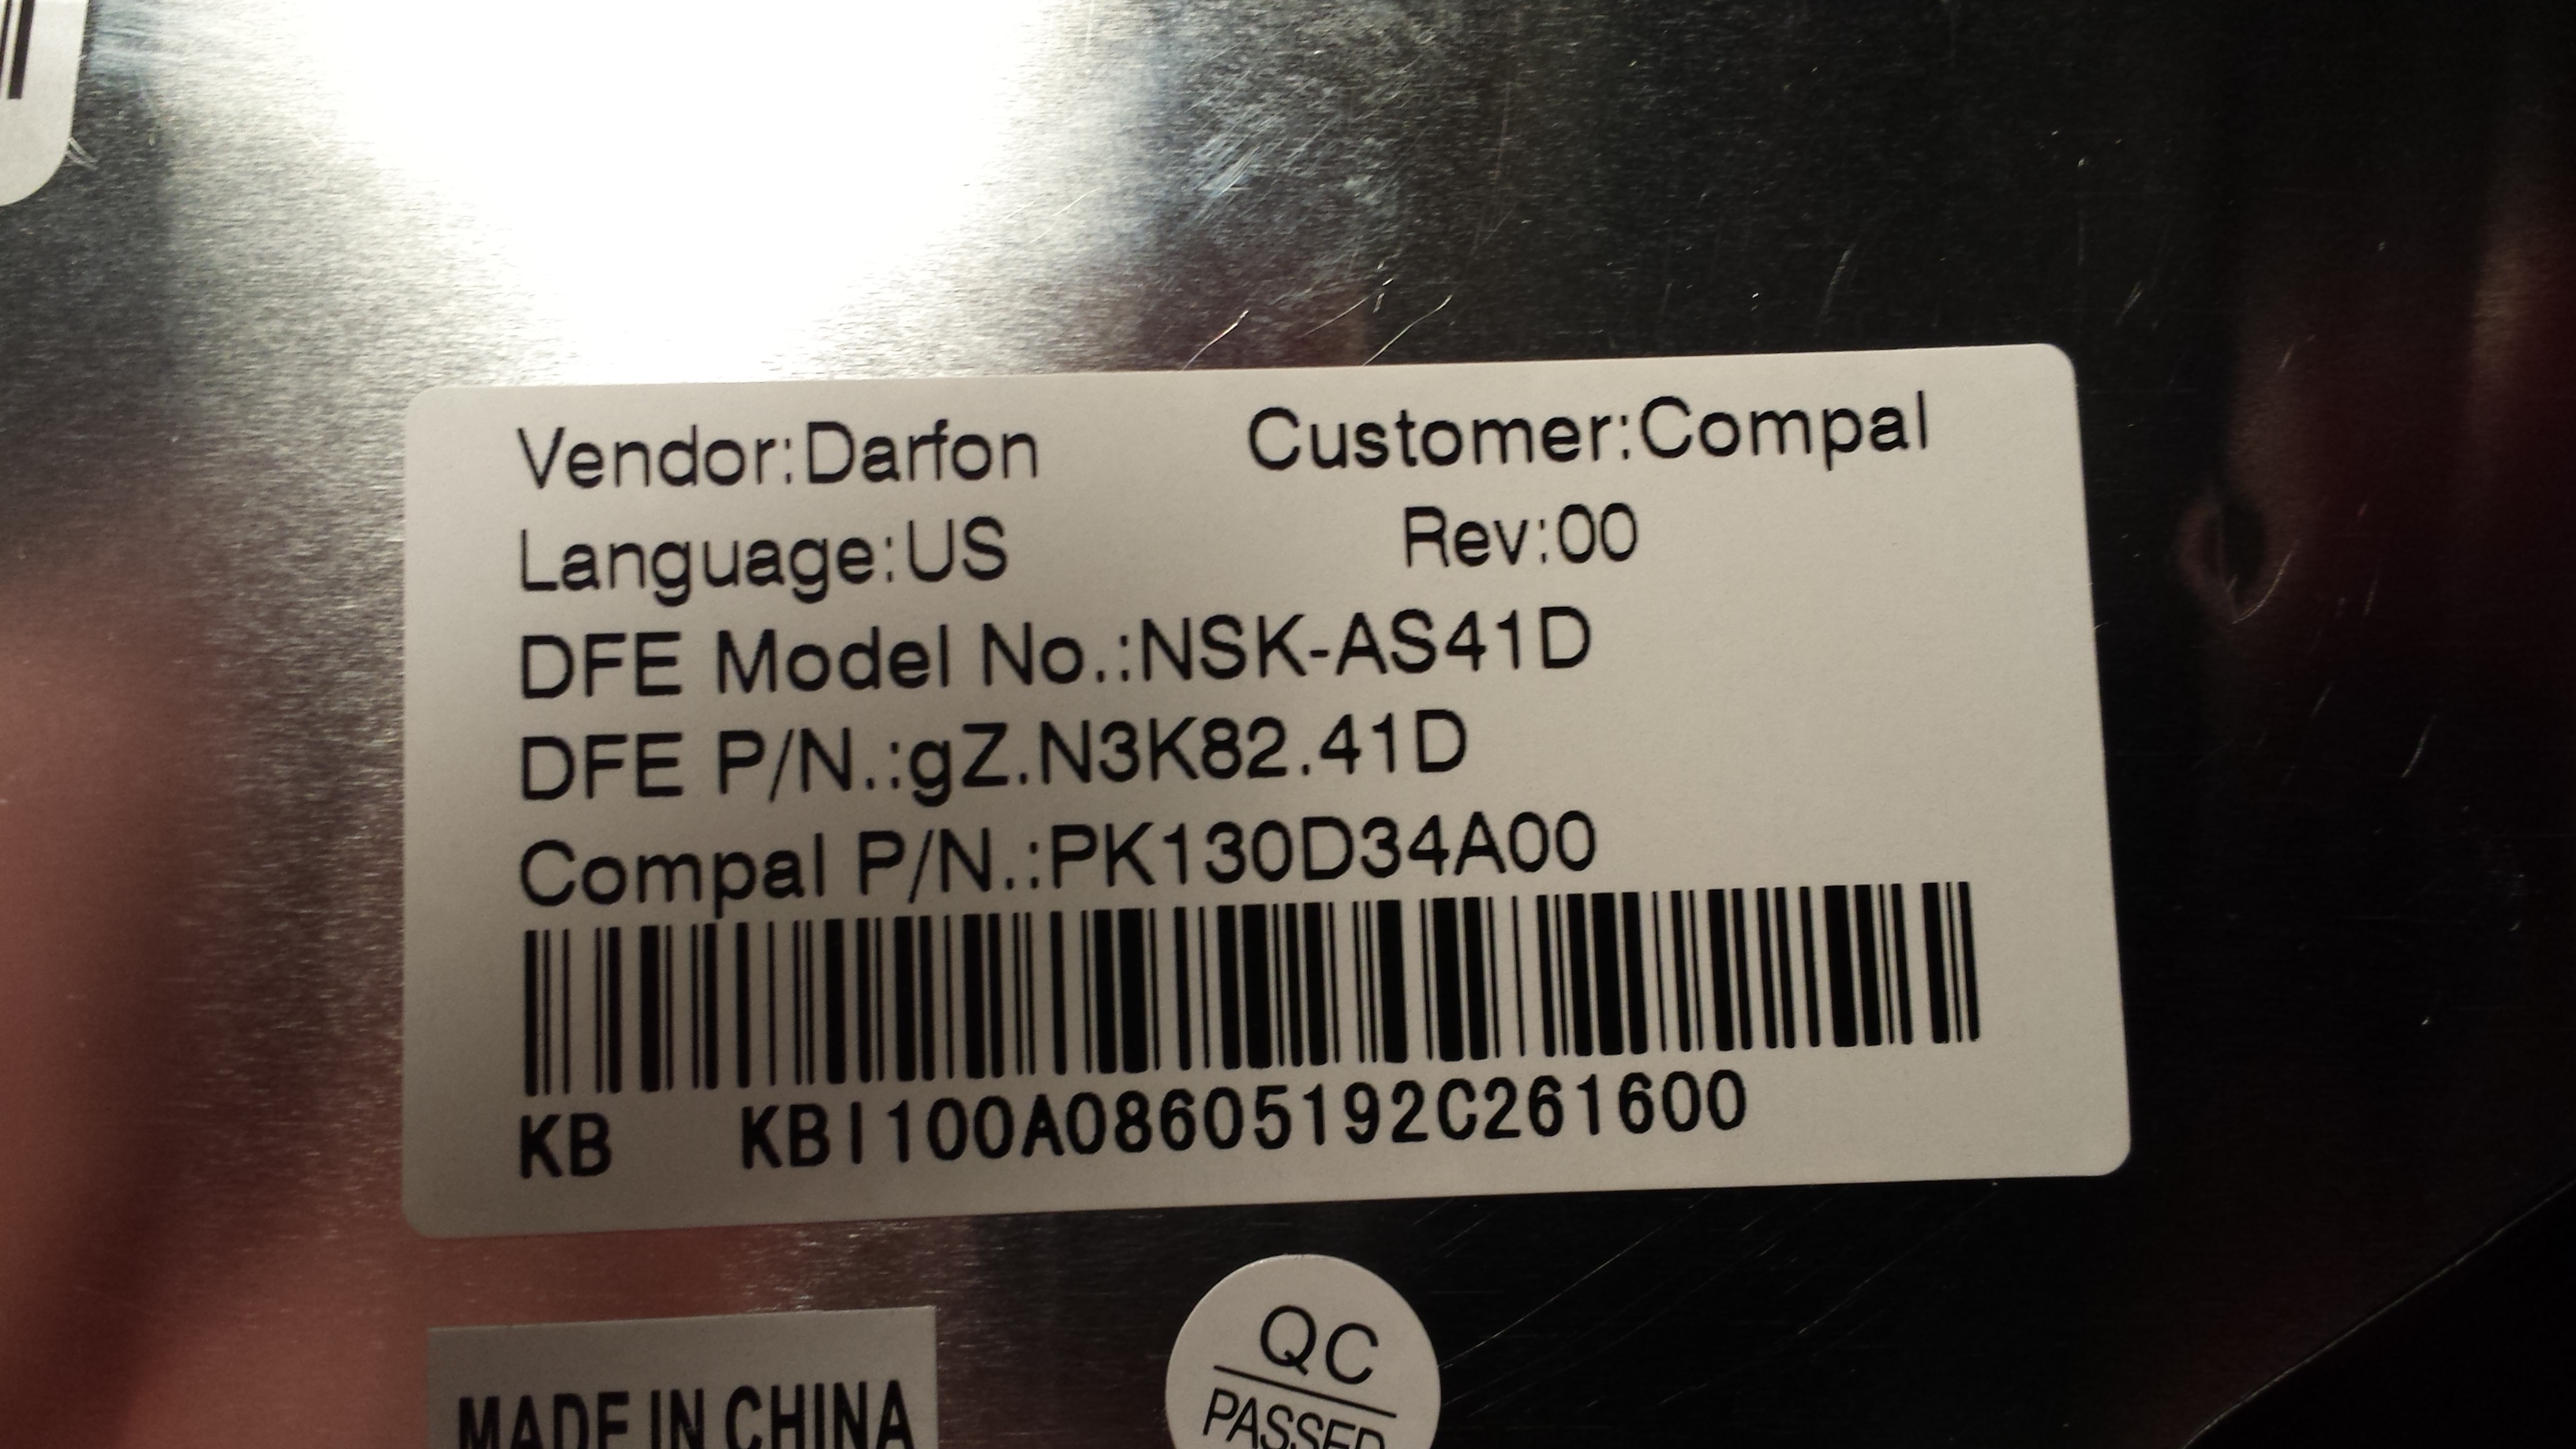 Vendor:Darfon Customer:Compal
Language:US Rev:00
DFE Model No.:NSK-AS41D
DFE P/N.:gZ.N3K82.41D
Compal P/N.:PK130D34A00
KB KBI100A08605192C261600
MADE IN CHINA
QC
PASSED